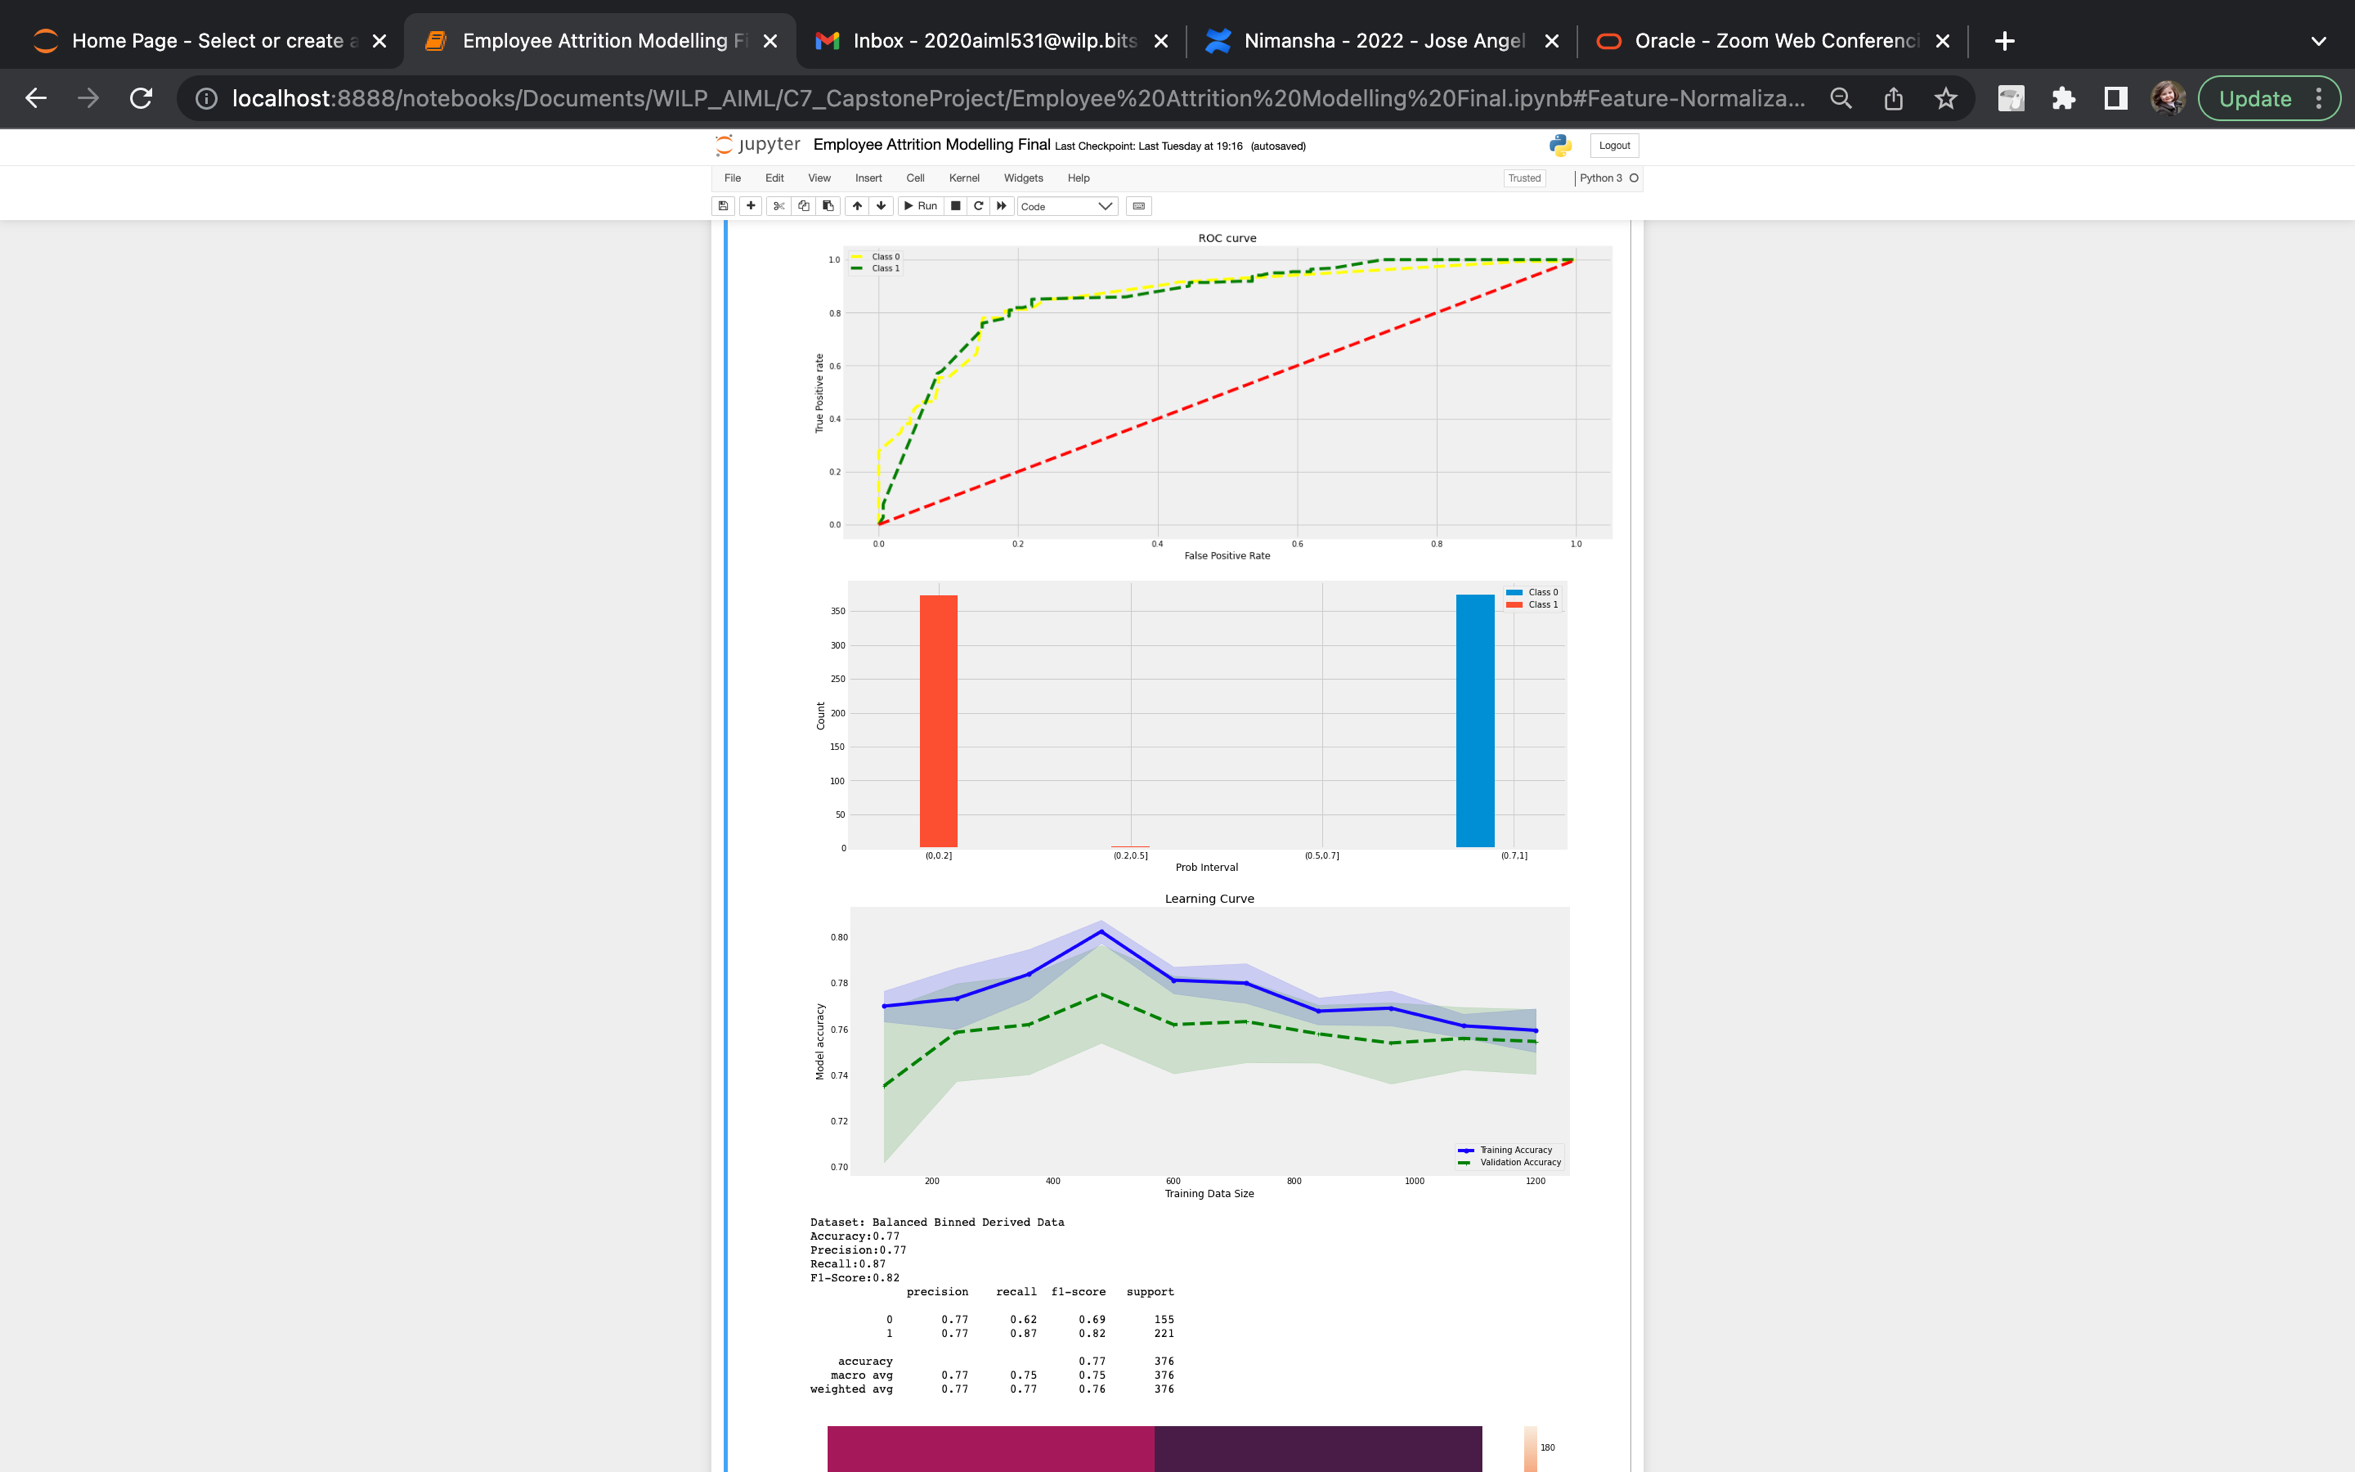 Home Page - Select or create a
Employee Attrition Modelling Fi
Inbox - 2020aiml531@wilp.bits
Nimansha - 2022 - Jose Angel
Oracle - Zoom Web Conferenci
localhost:8888/notebooks/Documents/WILP_AIML/C7_CapstoneProject/Employee%20Attrition%20Modelling%20Final.ipynb#Feature-Normaliza...
Update
jupyter Employee Attrition Modelling Final Last Checkpoint: Last Tuesday at 19:16 (autosaved)
Logout
File Edit View Insert Cell Kernel Widgets Help
Trusted
Python 3
Run
Code
ROC curve
Class 0
Class 1
1.0
0.8
0.6
0.4
0.2
0.0
True Positive rate
0.0 0.2 0.4 0.6 0.8 1.0
False Positive Rate
Class 0
Class 1
350
300
250
200
150
100
50
0
Count
(0,0.2] (0.2,0.5] (0.5,0.7] (0.7,1]
Prob Interval
Learning Curve
0.80
0.78
0.76
0.74
0.72
0.70
Model accuracy
Training Accuracy
Validation Accuracy
200 400 600 800 1000 1200
Training Data Size
Dataset: Balanced Binned Derived Data
Accuracy:0.77
Precision:0.77
Recall:0.87
F1-Score:0.82
precision recall f1-score support
0 0.77 0.62 0.69 155
1 0.77 0.87 0.82 221
accuracy 0.77 376
macro avg 0.77 0.75 0.75 376
weighted avg 0.77 0.77 0.76 376
180